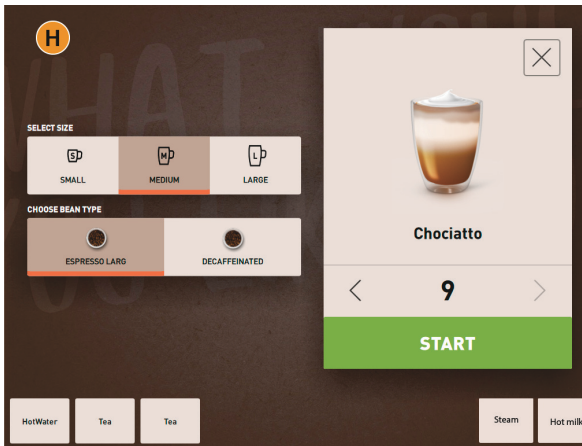 H
SELECT SIZE
S
M
L
SMALL
MEDIUM
LARGE
CHOOSE BEAN TYPE
ESPRESSO LARG
DECAFFEINATED
Chociatto
9
START
HotWater
Tea
Tea
Steam
Hot milk